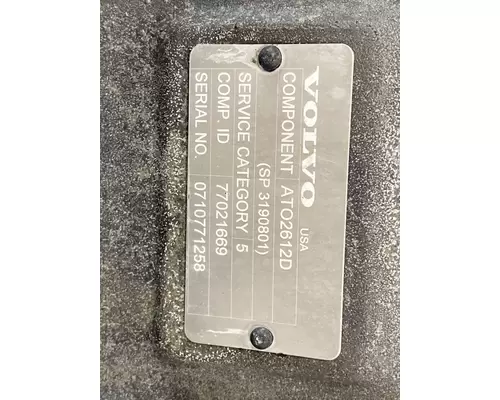 VOLVO USA
COMPONENT ATO2612D
(SP 3190801)
SERVICE CATEGORY 5
COMP. ID 77021669
SERIAL NO. 0710771258